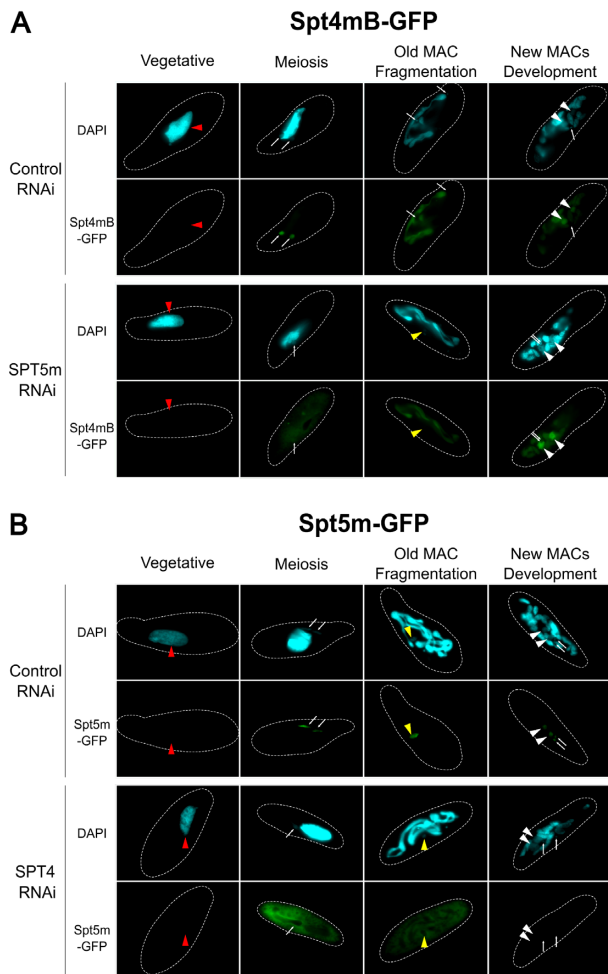 A
Spt4mB-GFP
Vegetative
Meiosis
Old MAC
Fragmentation
New MACs
Development
Control
RNAi
DAPI
Spt4mB
-GFP
SPT5m
RNAi
DAPI
Spt4mB
-GFP
B
Spt5m-GFP
Vegetative
Meiosis
Old MAC
Fragmentation
New MACs
Development
Control
RNAi
DAPI
Spt5m
-GFP
SPT4
RNAi
DAPI
Spt5m
-GFP